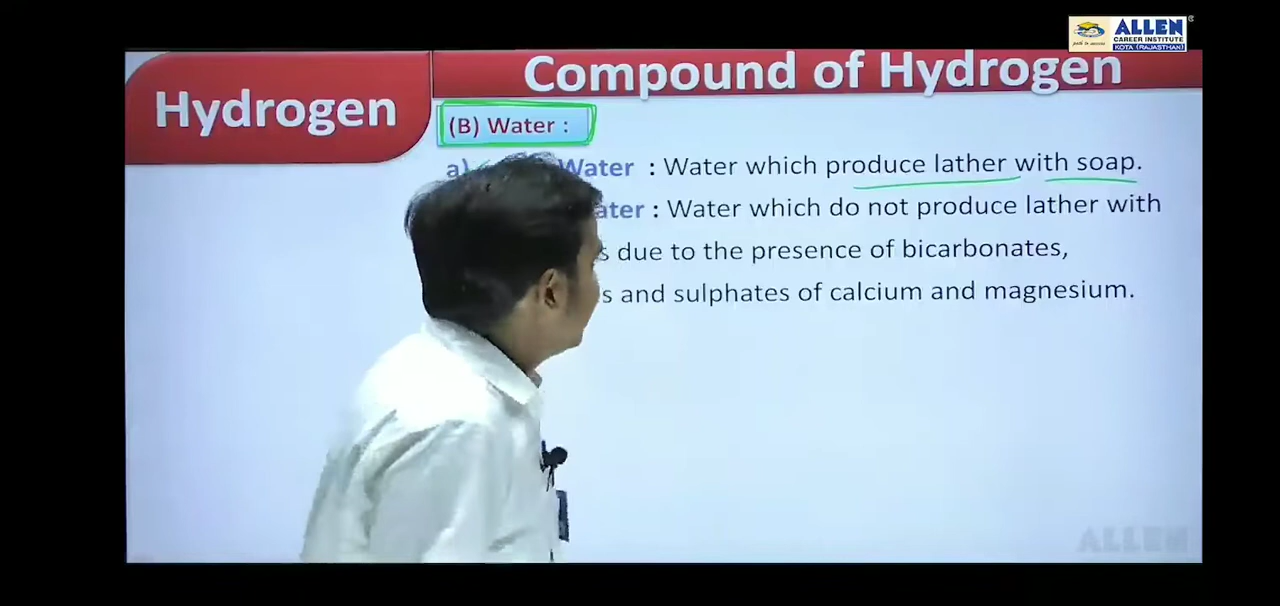 ALLEN
CAREER INSTITUTE
KOTA (RAJASTHAN)
Compound of Hydrogen
Hydrogen
(B) Water :
a) Water : Water which produce lather with soap.
ater : Water which do not produce lather with
s due to the presence of bicarbonates,
s and sulphates of calcium and magnesium.
ALLEN